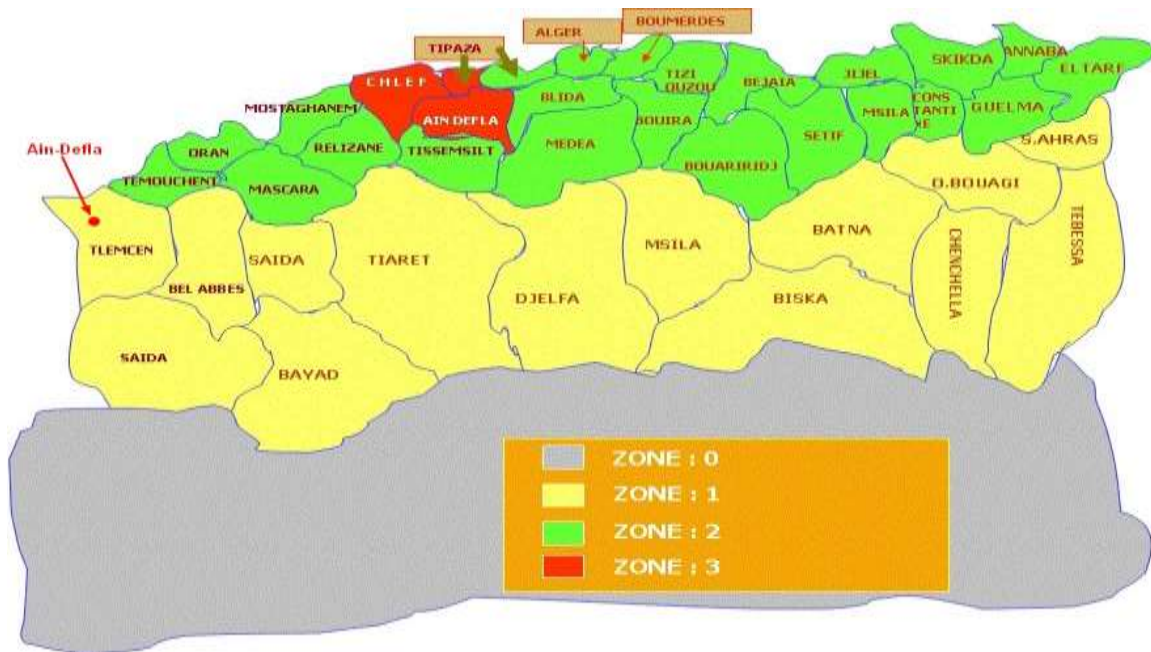 BOUMERDES
ALGER
TIPAZA
ANNABA
SKIKDA
EL TARF
CHLEF
TIZI
OUZOU
BEJAIA
JIJEL
MOSTAGHANEM
BLIDA
MSILA
CONS
TANTI
NE
GUELMA
AIN DEFLA
BOUIRA
SETIF
Ain-Defla
ORAN
RELIZANE
TISSEMSILT
MEDEA
S.AHRAS
BOUARIRIDJ
TEMOUCHENT
MASCARA
O.BOUAGI
TLEMCEN
SAIDA
TIARET
MSILA
BATNA
CHENCHELLA
TEBESSA
BEL ABBES
DJELFA
BISKA
SAIDA
BAYAD
ZONE : 0
ZONE : 1
ZONE : 2
ZONE : 3